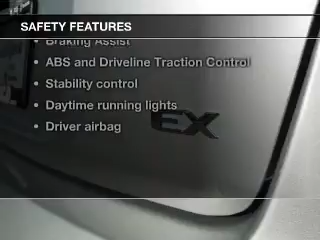 SAFETY FEATURES
• Braking Assist
• ABS and Driveline Traction Control
• Stability control
• Daytime running lights
• Driver airbag
EX